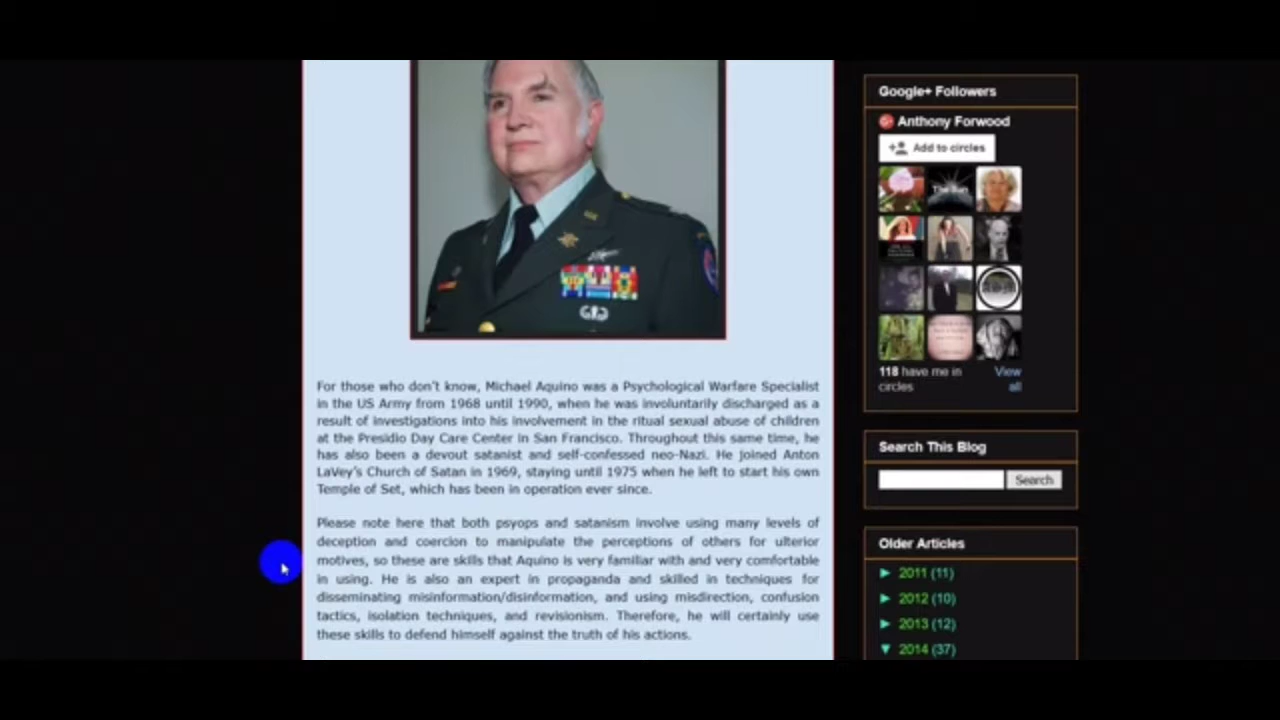 Google+ Followers
Anthony Forwood
Add to circles
118 have me in View
circles all
For those who don't know, Michael Aquino was a Psychological Warfare Specialist
in the US Army from 1968 until 1990, when he was involuntarily discharged as a
result of investigations into his involvement in the ritual sexual abuse of children
at the Presidio Day Care Center in San Francisco. Throughout this same time, he
has also been a devout satanist and self-confessed neo-Nazi. He joined Anton
LaVey's Church of Satan in 1969, staying until 1975 when he left to start his own
Temple of Set, which has been in operation ever since.
Please note here that both psyops and satanism involve using many levels of
deception and coercion to manipulate the perceptions of others for ulterior
motives, so these are skills that Aquino is very familiar with and very comfortable
in using. He is also an expert in propaganda and skilled in techniques for
disseminating misinformation/disinformation, and using misdirection, confusion
tactics, isolation techniques, and revisionism. Therefore, he will certainly use
these skills to defend himself against the truth of his actions.
Search This Blog
Search
Older Articles
► 2011 (11)
► 2012 (10)
► 2013 (12)
▼ 2014 (37)